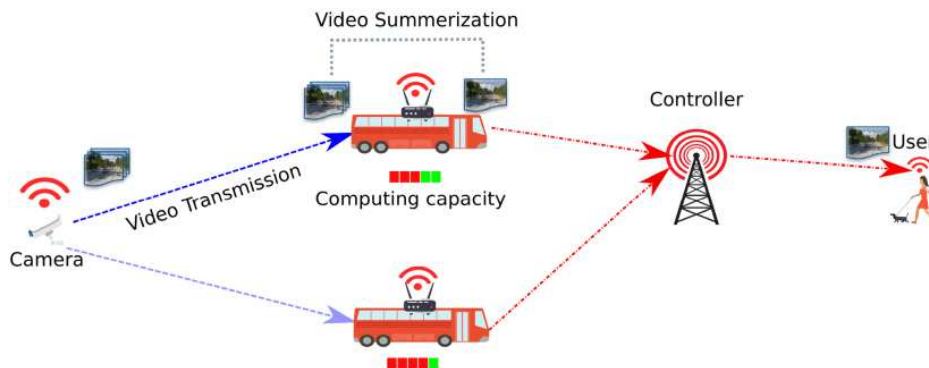 Video Summerization
Controller
User
Video Transmission
Computing capacity
Camera